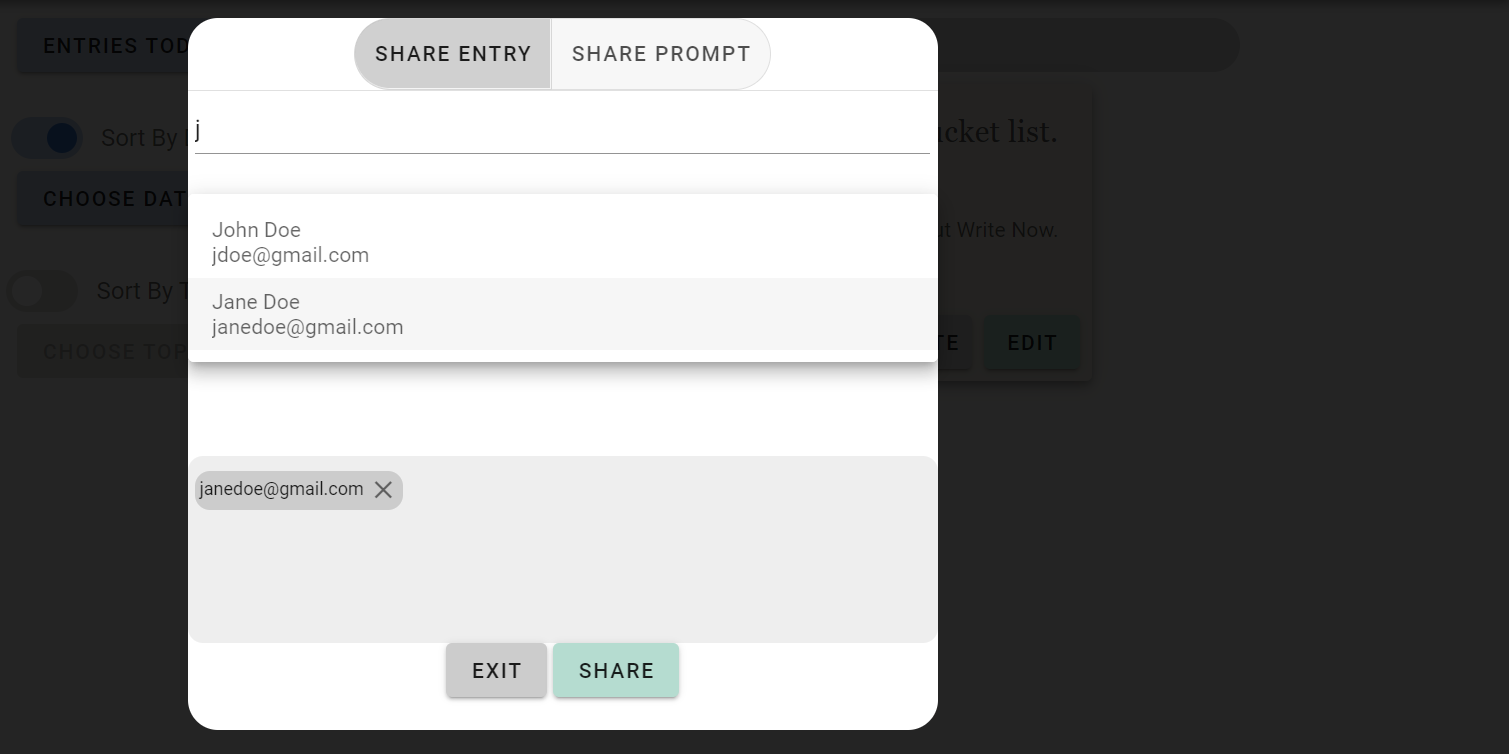 SHARE ENTRY SHARE PROMPT
ENTRIES TOD
j
Sort By
cket list.
CHOOSE DAT
John Doe
jdoe@gmail.com
t Write Now.
Sort By T
Jane Doe
janedoe@gmail.com
CHOOSE TOP
TE EDIT
janedoe@gmail.com
EXIT SHARE